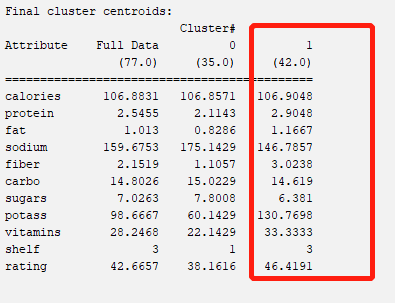 Final cluster centroids:
Cluster#
Attribute Full Data 0 1
(77.0) (35.0) (42.0)
============================================
calories 106.8831 106.8571 106.9048
protein 2.5455 2.1143 2.9048
fat 1.013 0.8286 1.1667
sodium 159.6753 175.1429 146.7857
fiber 2.1519 1.1057 3.0238
carbo 14.8026 15.0229 14.619
sugars 7.0263 7.8008 6.381
potass 98.6667 60.1429 130.7698
vitamins 28.2468 22.1429 33.3333
shelf 3 1 3
rating 42.6657 38.1616 46.4191